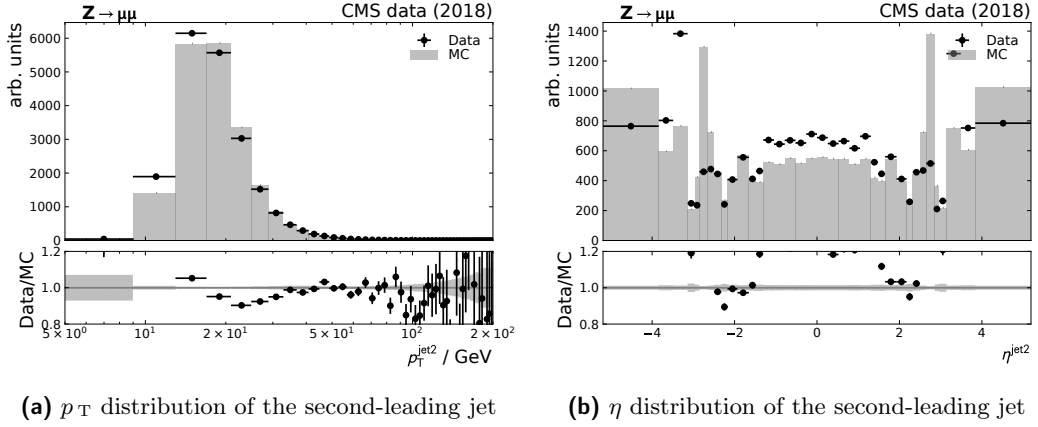 Z → μμ CMS data (2018)
arb. units
6000
5000
4000
3000
2000
1000
0
Data
MC
Data/MC
1.2
1.0
0.8
5 × 10⁰ 10¹ 2 × 10¹ 5 × 10¹ 10² 2 × 10²
p_T^jet2 / GeV
(a) p T distribution of the second-leading jet
Z → μμ CMS data (2018)
arb. units
1400
1200
1000
800
600
400
200
0
Data
MC
Data/MC
1.2
1.0
0.8
−4 −2 0 2 4
η^jet2
(b) η distribution of the second-leading jet